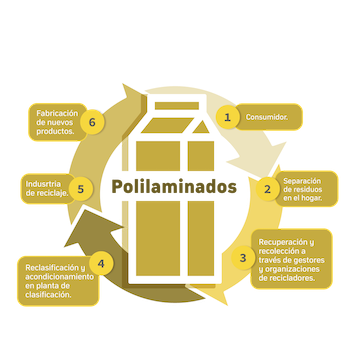 Polilaminados
1
Consumidor.
2
Separación
de residuos
en el hogar.
3
Recuperación y
recolección a
través de gestores
y organizaciones
de recicladores.
4
Reclasificación y
acondicionamiento
en planta de
clasificación.
5
Indusrtria
de reciclaje.
6
Fabricación
de nuevos
productos.